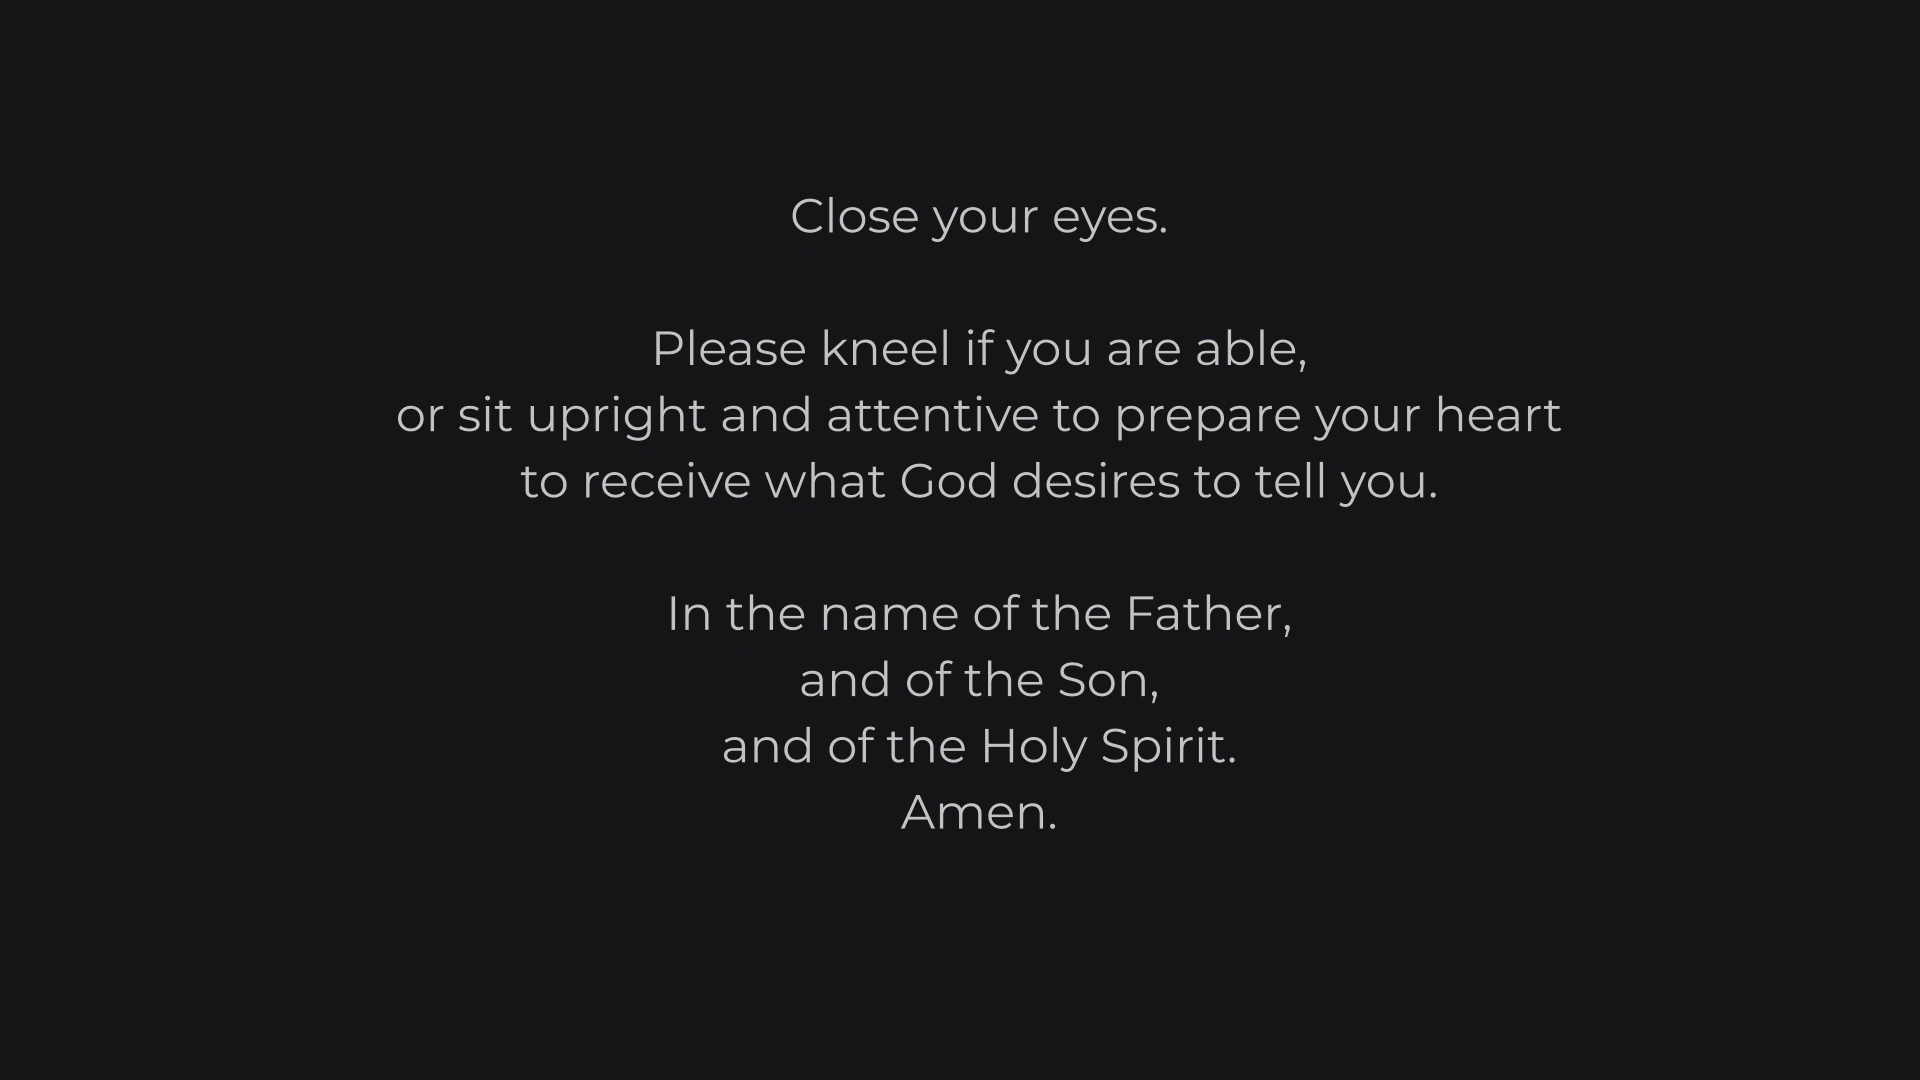 Close your eyes.
Please kneel if you are able,
or sit upright and attentive to prepare your heart
to receive what God desires to tell you.
In the name of the Father,
and of the Son,
and of the Holy Spirit.
Amen.